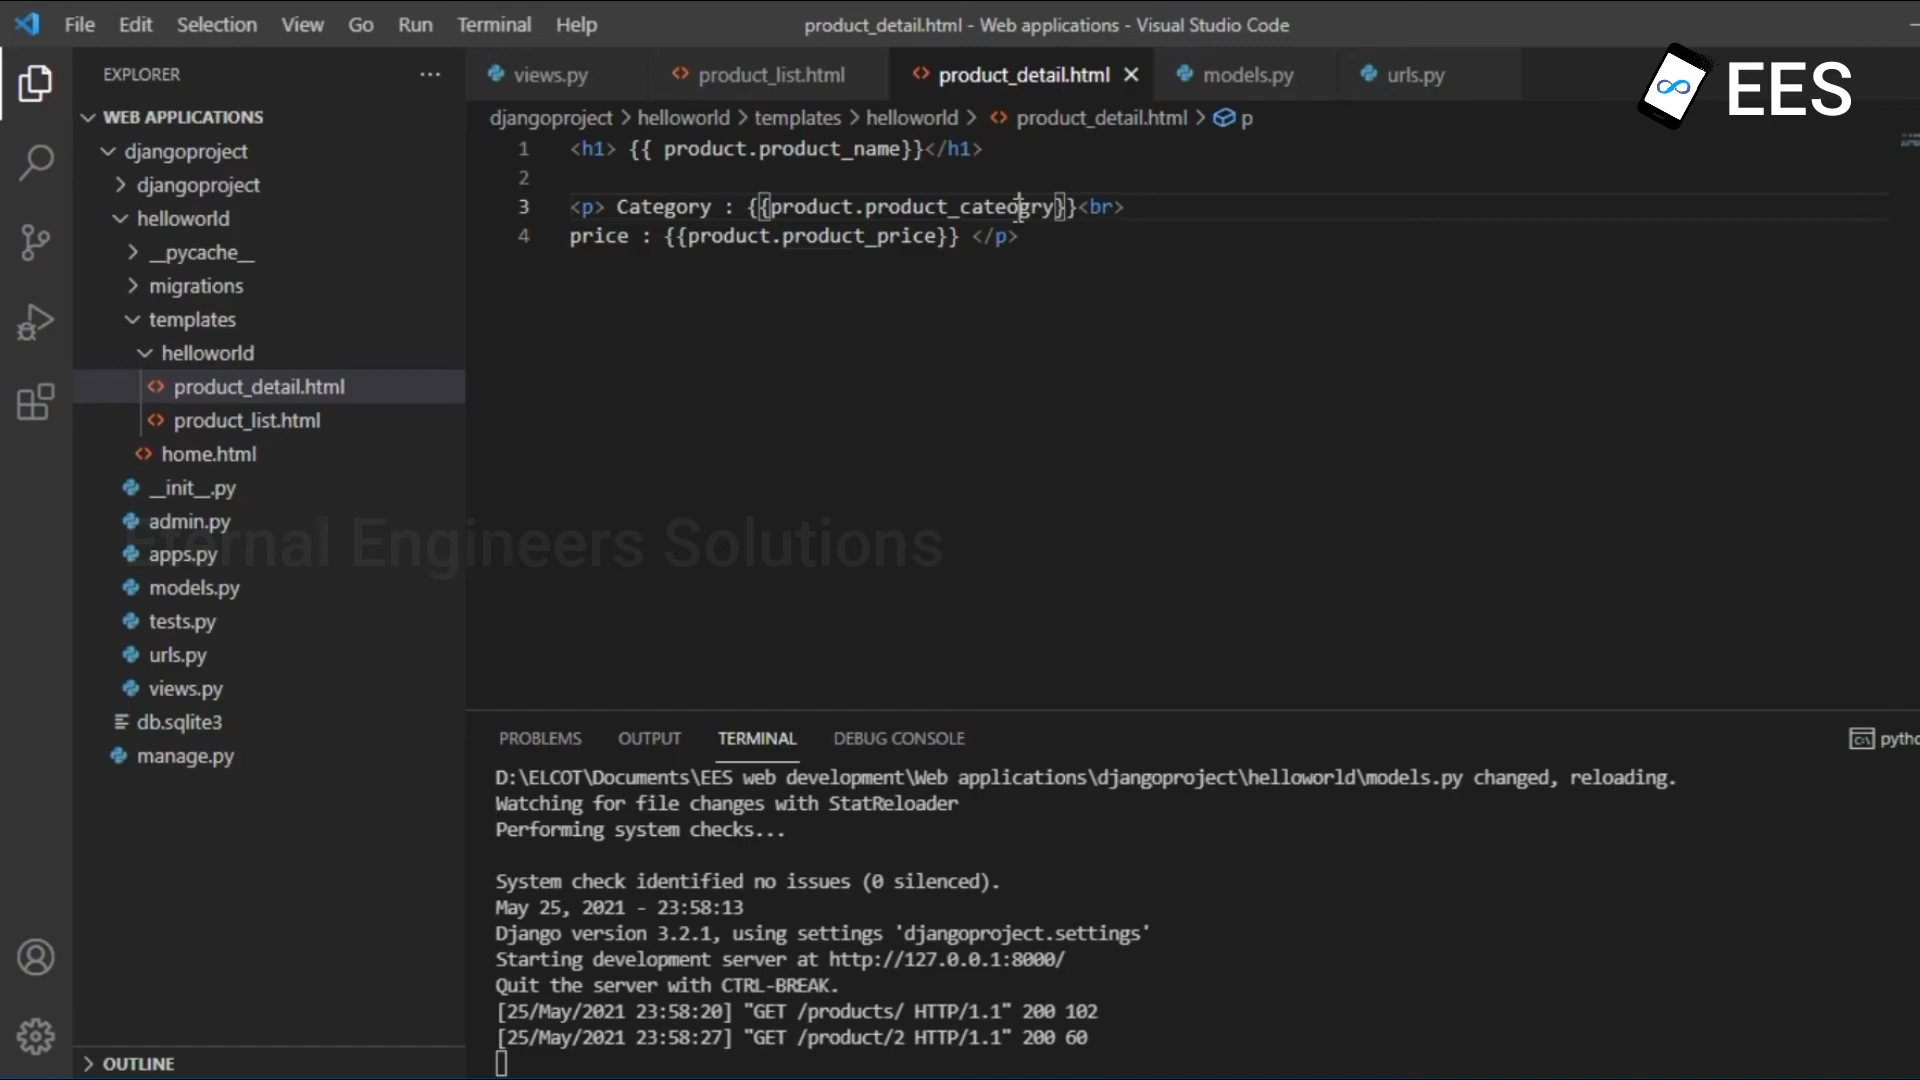 File Edit Selection View Go Run Terminal Help
product_detail.html - Web applications - Visual Studio Code
EES
EXPLORER
WEB APPLICATIONS
djangoproject
djangoproject
helloworld
__pycache__
migrations
templates
helloworld
product_detail.html
product_list.html
home.html
__init__.py
admin.py
apps.py
models.py
tests.py
urls.py
views.py
db.sqlite3
manage.py
OUTLINE
views.py product_list.html product_detail.html models.py urls.py
djangoproject > helloworld > templates > helloworld > product_detail.html > p
1 <h1> {{ product.product_name}}</h1>
2
3 <p> Category : {{product.product_cateogry}}<br>
4 price : {{product.product_price}} </p>
Eternal Engineers Solutions
PROBLEMS OUTPUT TERMINAL DEBUG CONSOLE
D:\ELCOT\Documents\EES web development\Web applications\djangoproject\helloworld\models.py changed, reloading.
Watching for file changes with StatReloader
Performing system checks...
System check identified no issues (0 silenced).
May 25, 2021 - 23:58:13
Django version 3.2.1, using settings 'djangoproject.settings'
Starting development server at http://127.0.0.1:8000/
Quit the server with CTRL-BREAK.
[25/May/2021 23:58:20] "GET /products/ HTTP/1.1" 200 102
[25/May/2021 23:58:27] "GET /product/2 HTTP/1.1" 200 60